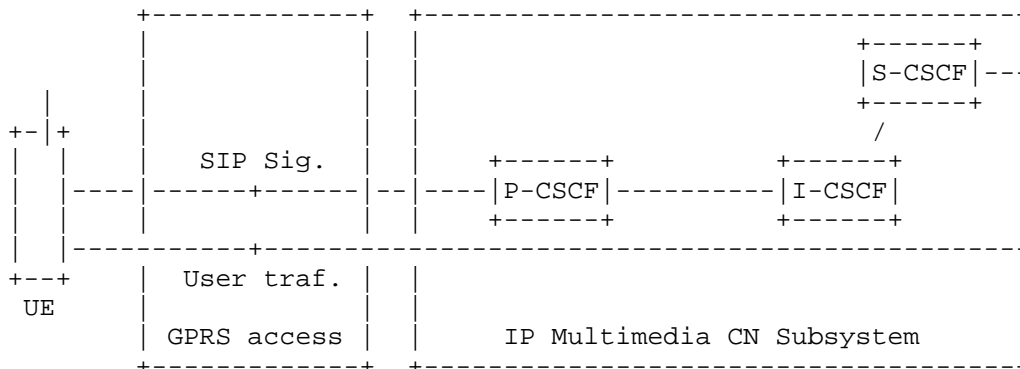 S-CSCF
SIP Sig.
P-CSCF
I-CSCF
User traf.
UE
GPRS access
IP Multimedia CN Subsystem